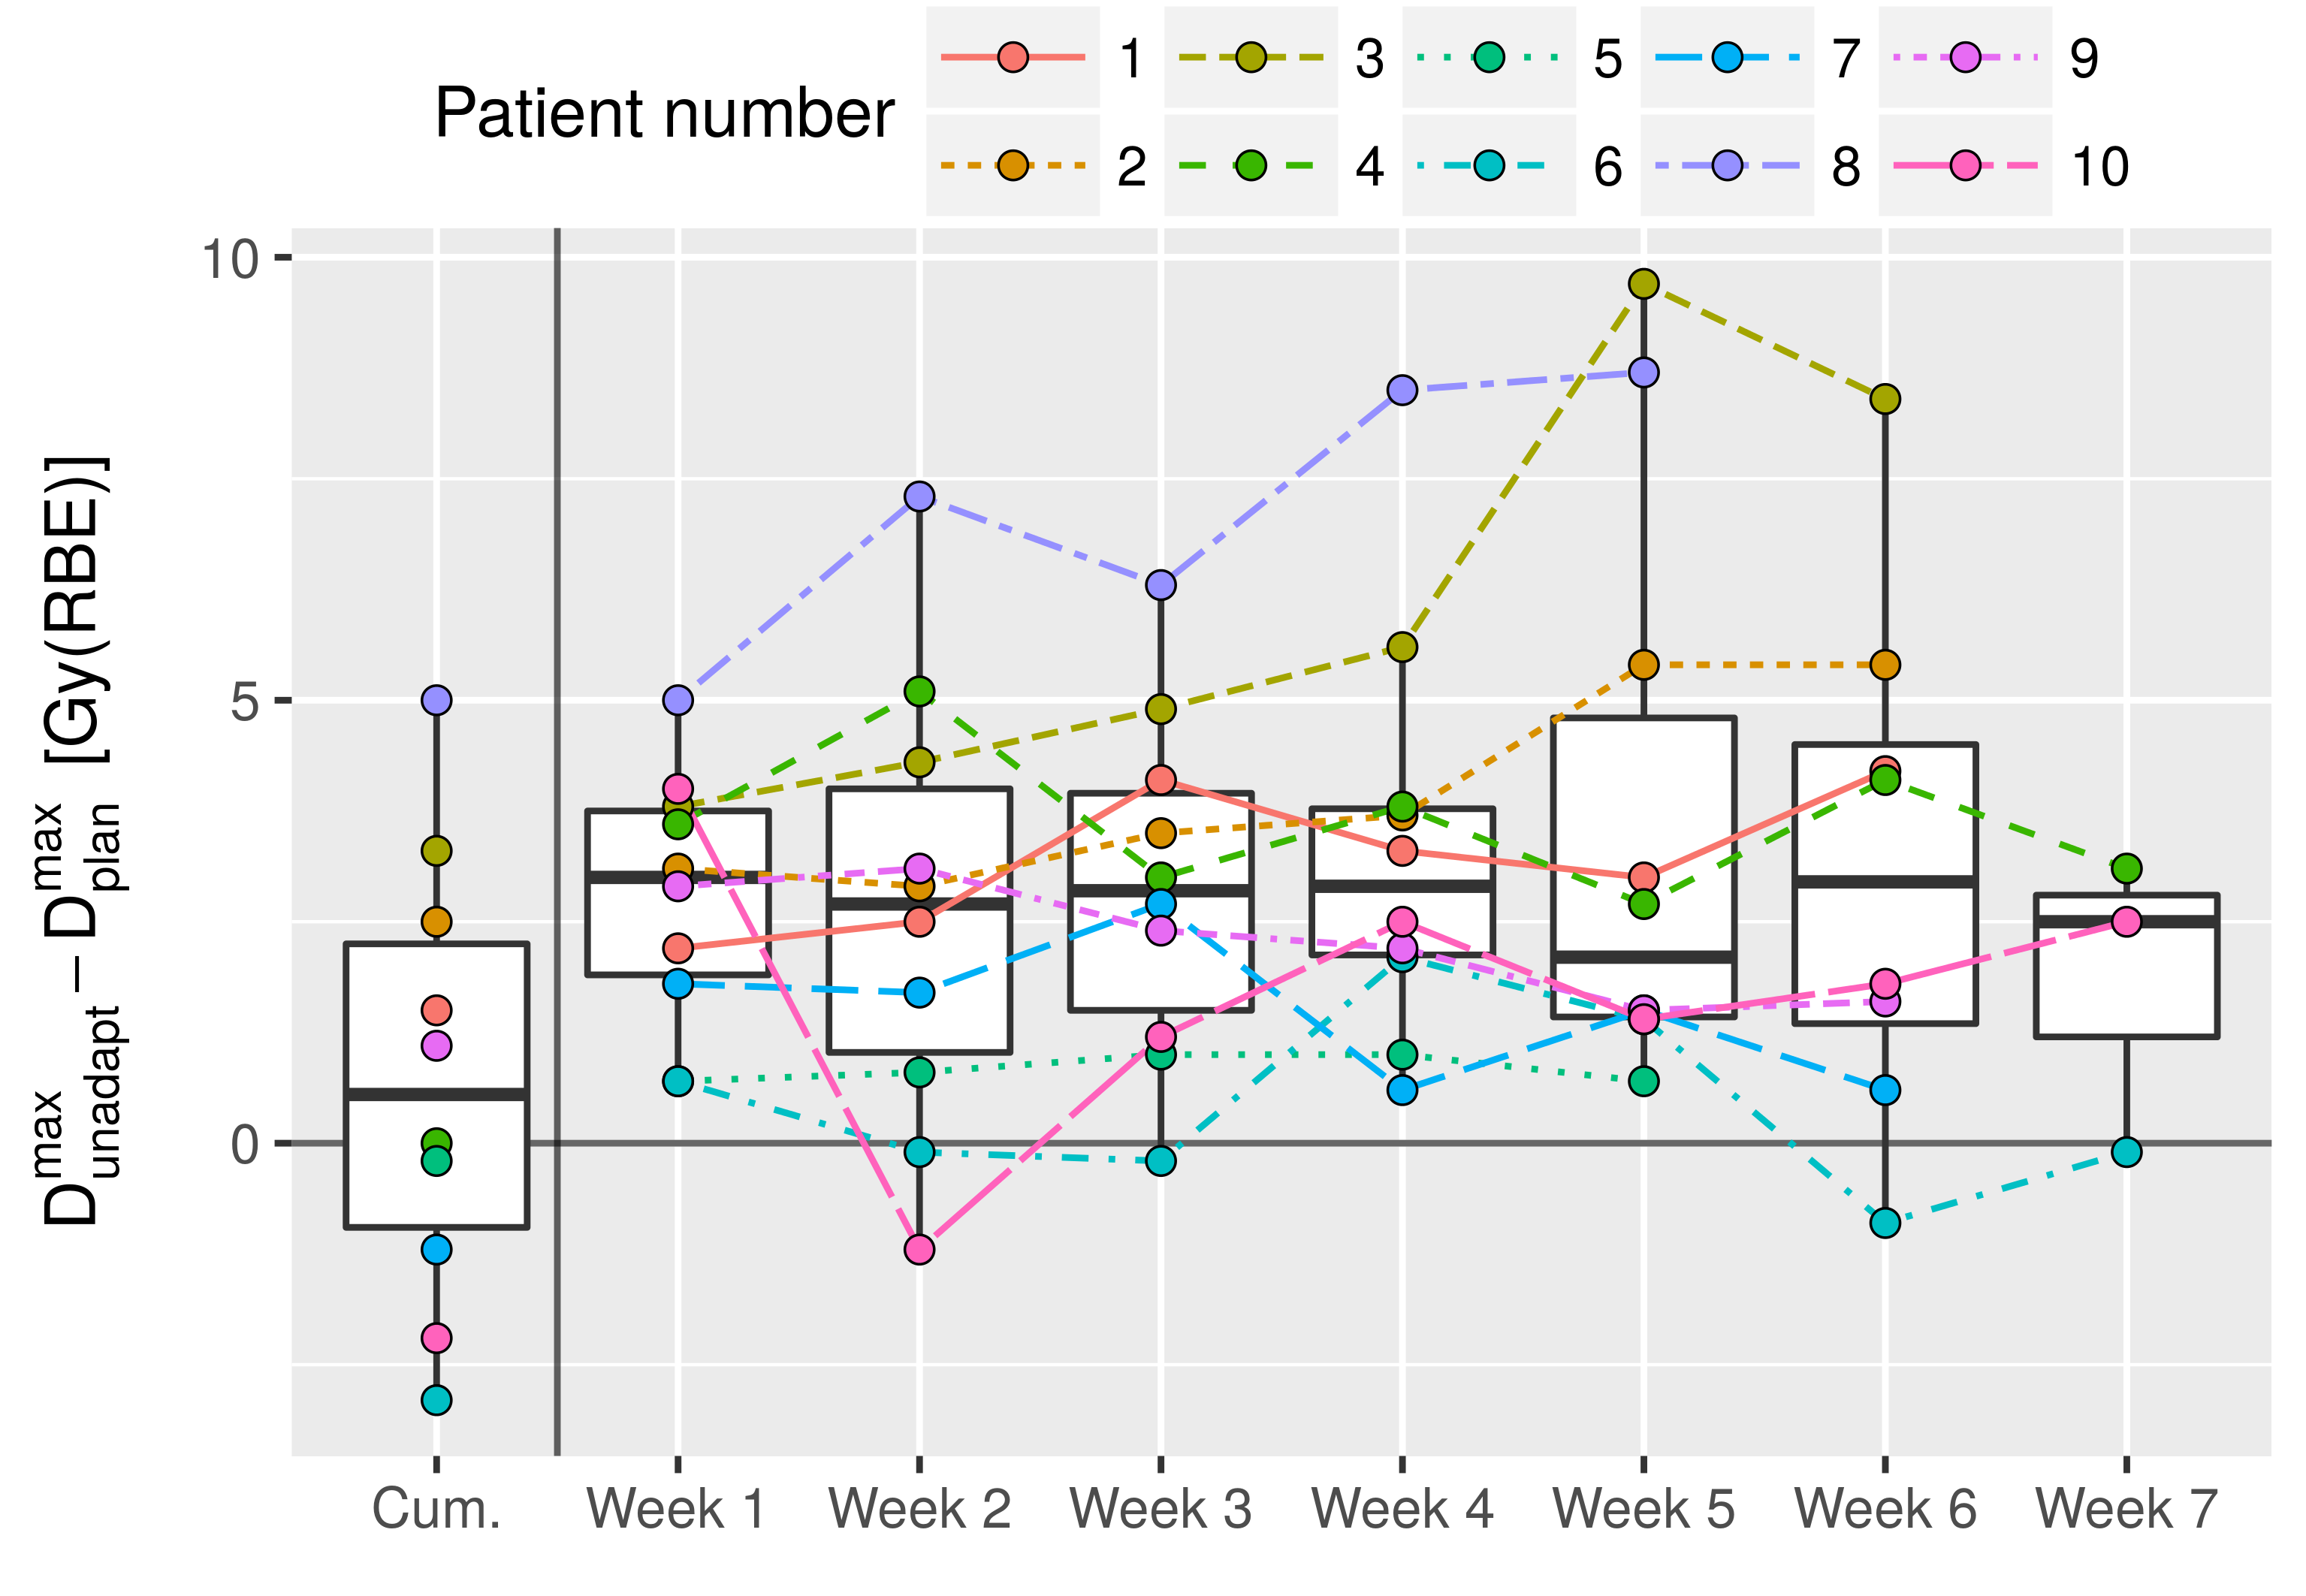 Patient number
1 3 5 7 9
2 4 6 8 10
D^max_unadapt − D^max_plan [Gy(RBE)]
10
5
0
Cum. Week 1 Week 2 Week 3 Week 4 Week 5 Week 6 Week 7